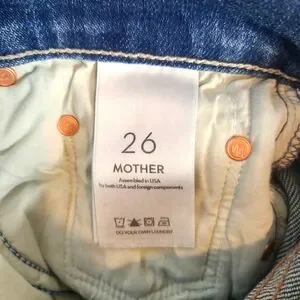 26
MOTHER
Assembled in USA
by both USA and foreign components
DO YOUR OWN LAUNDRY